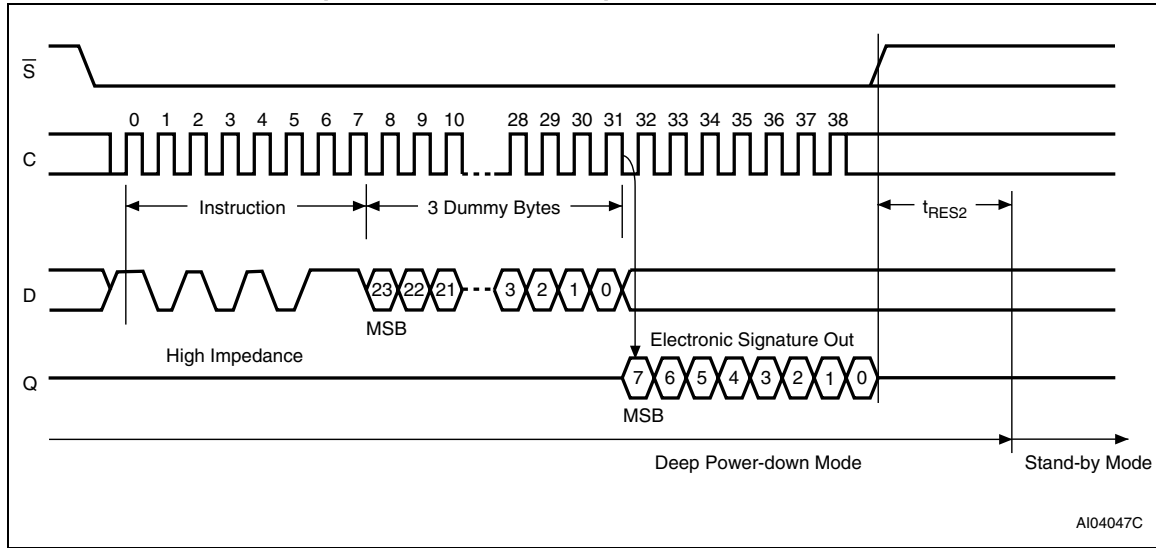 S̅
0 1 2 3 4 5 6 7 8 9 10 28 29 30 31 32 33 34 35 36 37 38
C
Instruction 3 Dummy Bytes tRES2
D
23 22 21 3 2 1 0
MSB
High Impedance Electronic Signature Out
Q
7 6 5 4 3 2 1 0
MSB
Deep Power-down Mode Stand-by Mode
AI04047C